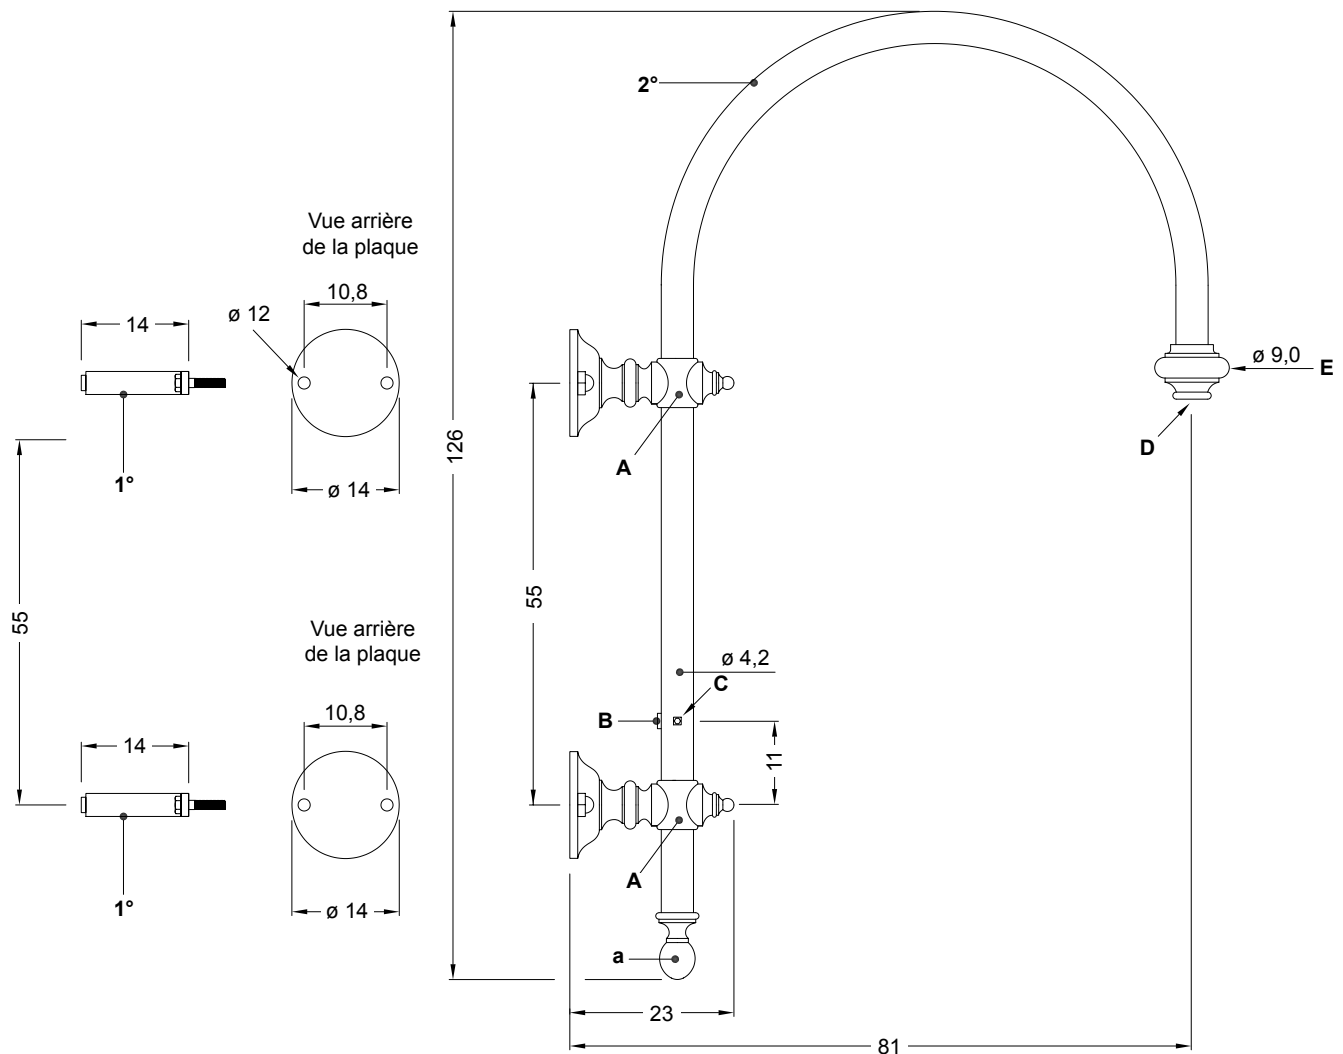 2°
Vue arrière
de la plaque
10,8
ø 12
14
ø 9,0
E
D
126
A
1°
ø 14
55
55
Vue arrière
de la plaque
ø 4,2
C
10,8
B
14
11
A
1°
ø 14
a
23
81